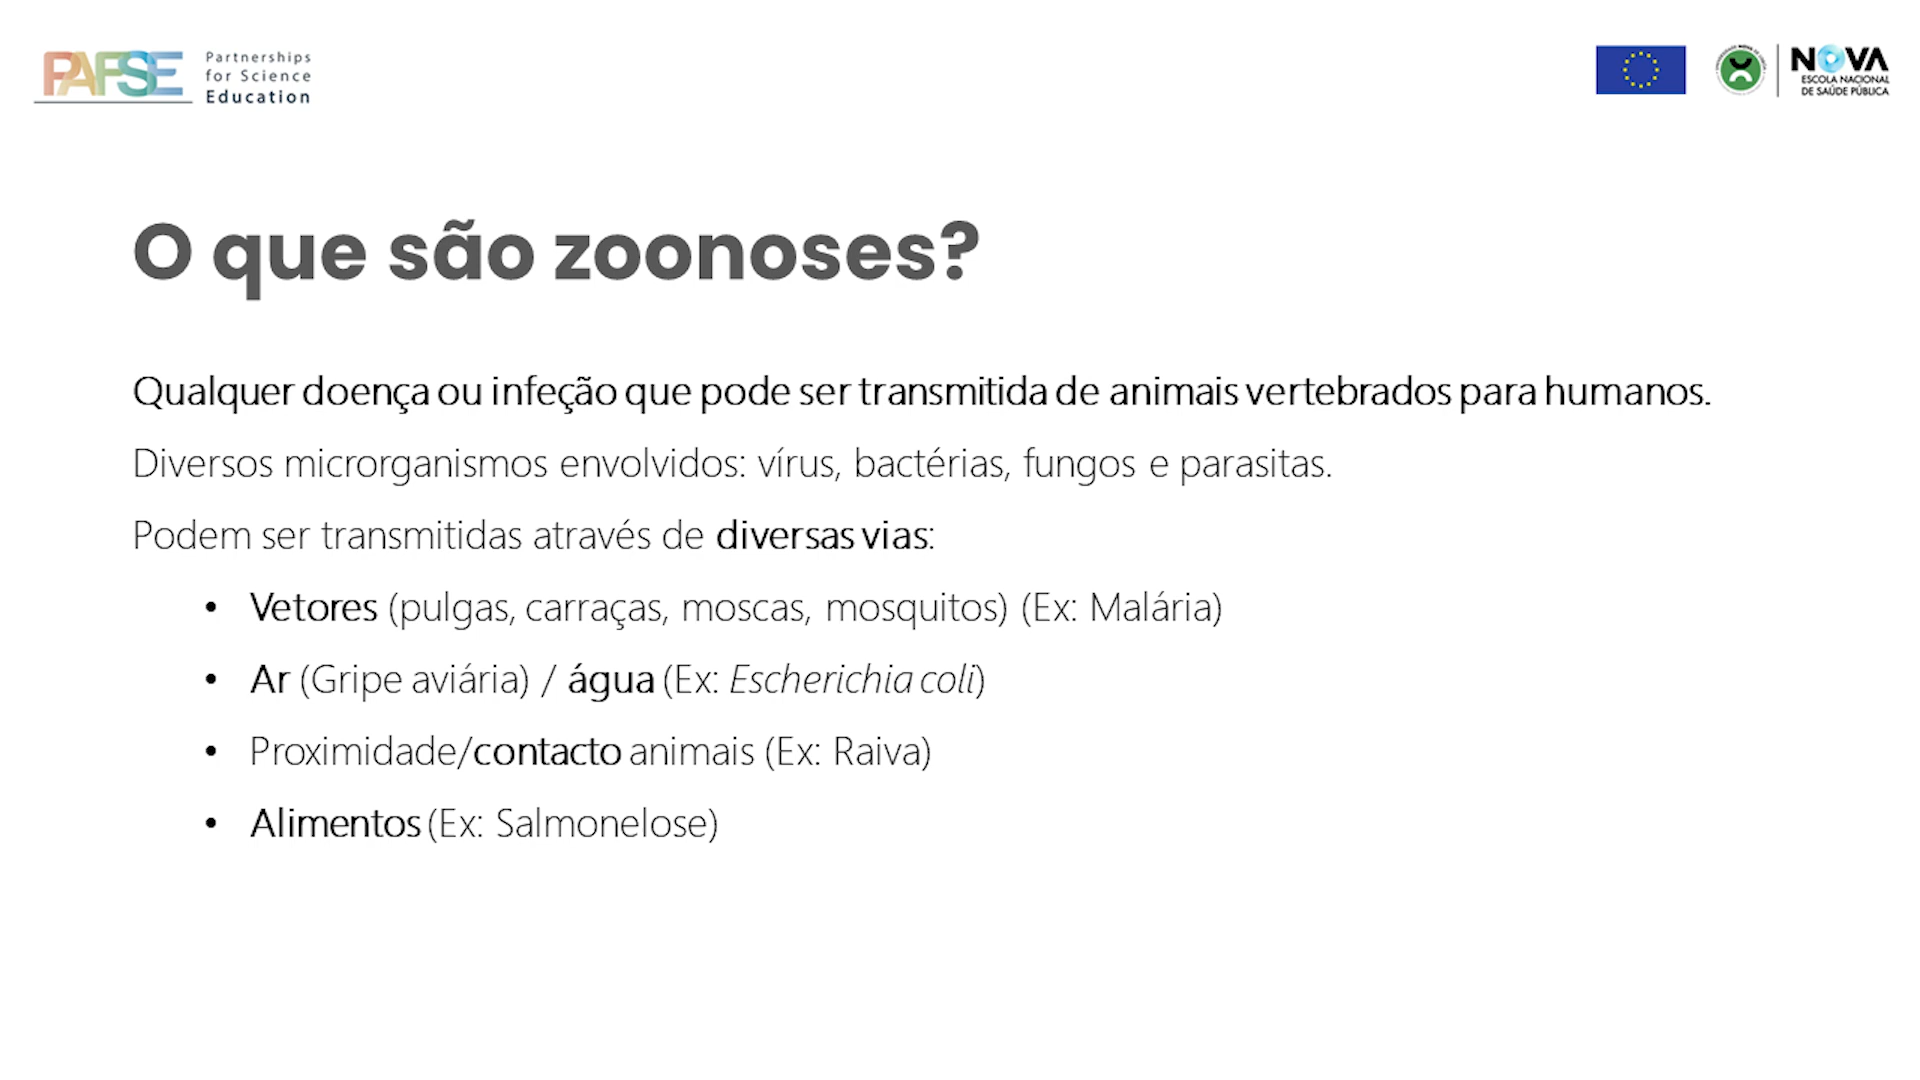 PAFSE
Partnerships
for Science
Education
NOVA
ESCOLA NACIONAL
DE SAÚDE PÚBLICA
O que são zoonoses?
Qualquer doença ou infeção que pode ser transmitida de animais vertebrados para humanos.
Diversos microrganismos envolvidos: vírus, bactérias, fungos e parasitas.
Podem ser transmitidas através de diversas vias:
• Vetores (pulgas, carraças, moscas, mosquitos) (Ex: Malária)
• Ar (Gripe aviária) / água (Ex: Escherichia coli)
• Proximidade/contacto animais (Ex: Raiva)
• Alimentos (Ex: Salmonelose)